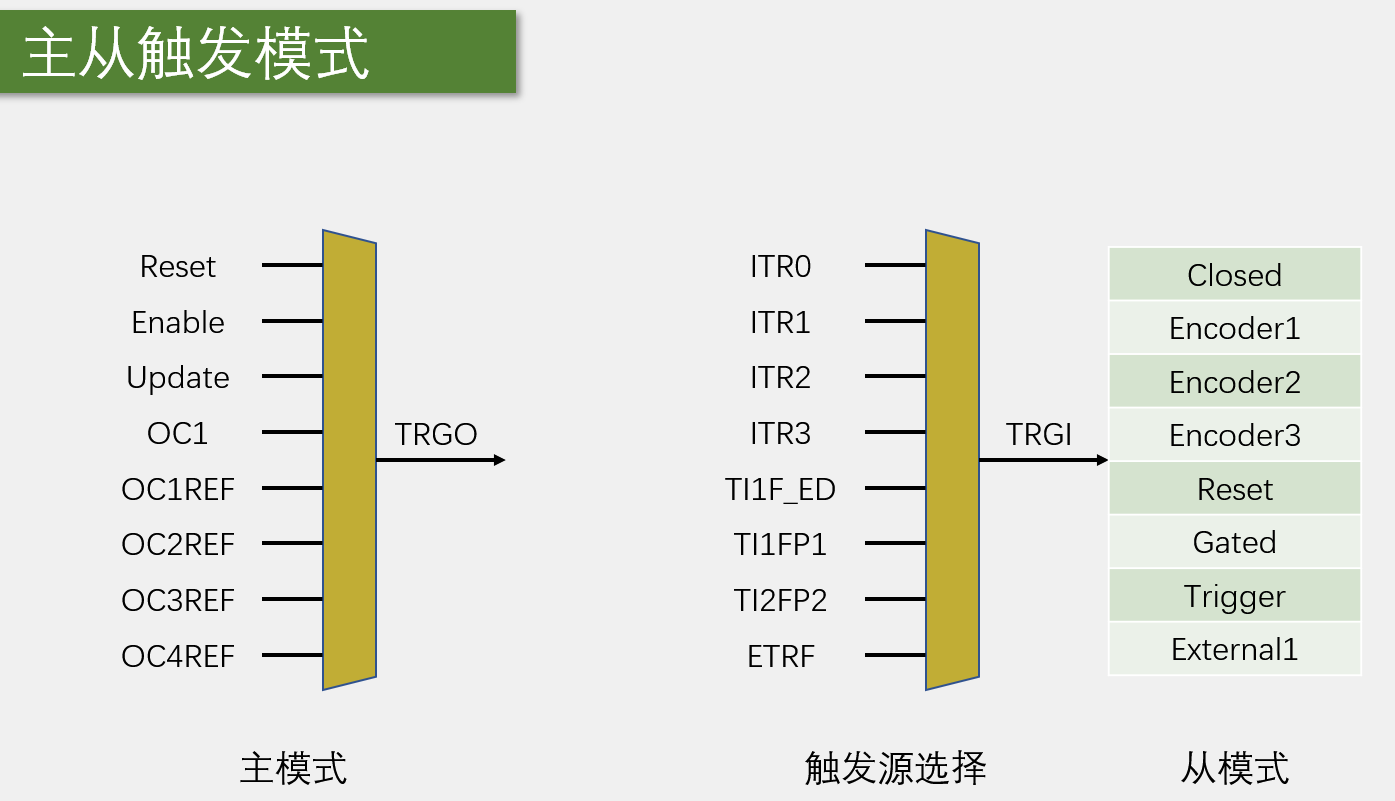 主从触发模式
Reset
Enable
Update
OC1
OC1REF
OC2REF
OC3REF
OC4REF
TRGO
主模式
ITR0
ITR1
ITR2
ITR3
TI1F_ED
TI1FP1
TI2FP2
ETRF
TRGI
触发源选择
Closed
Encoder1
Encoder2
Encoder3
Reset
Gated
Trigger
External1
从模式